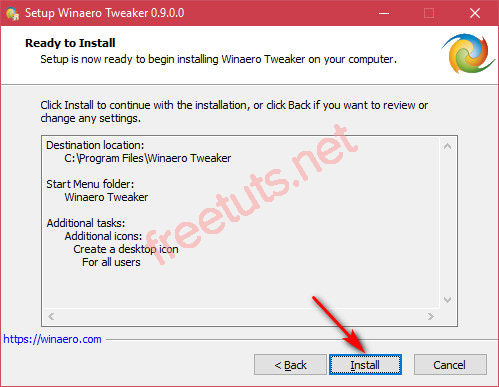 Setup Winaero Tweaker 0.9.0.0
Ready to Install
Setup is now ready to begin installing Winaero Tweaker on your computer.
Click Install to continue with the installation, or click Back if you want to review or
change any settings.
Destination location:
C:\Program Files\Winaero Tweaker
Start Menu folder:
Winaero Tweaker
Additional tasks:
Additional icons:
Create a desktop icon
For all users
freetuts.net
https://winaero.com
< Back
Install
Cancel